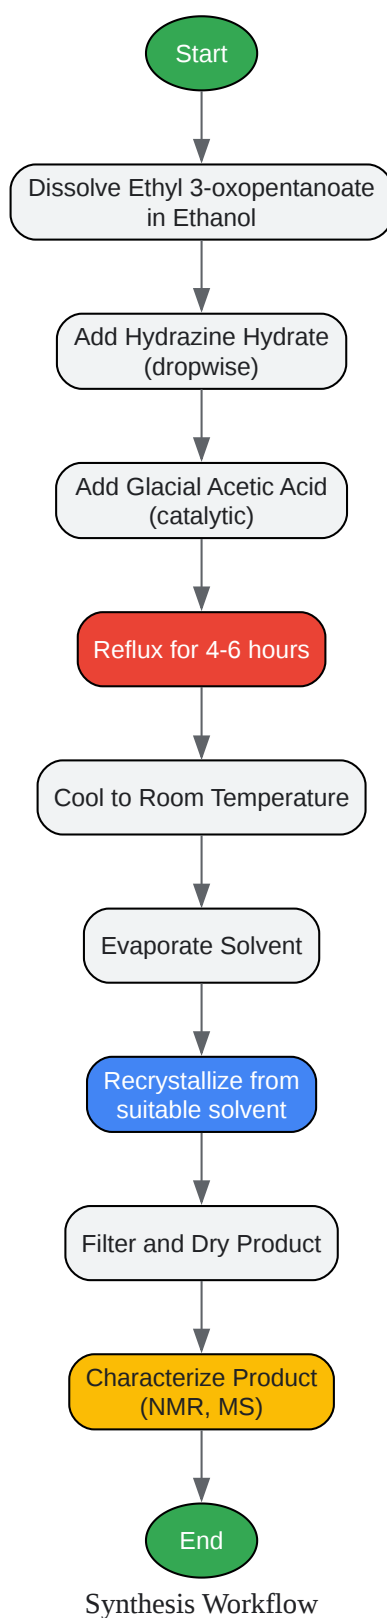 Start
Dissolve Ethyl 3-oxopentanoate
in Ethanol
Add Hydrazine Hydrate
(dropwise)
Add Glacial Acetic Acid
(catalytic)
Reflux for 4-6 hours
Cool to Room Temperature
Evaporate Solvent
Recrystallize from
suitable solvent
Filter and Dry Product
Characterize Product
(NMR, MS)
End
Synthesis Workflow